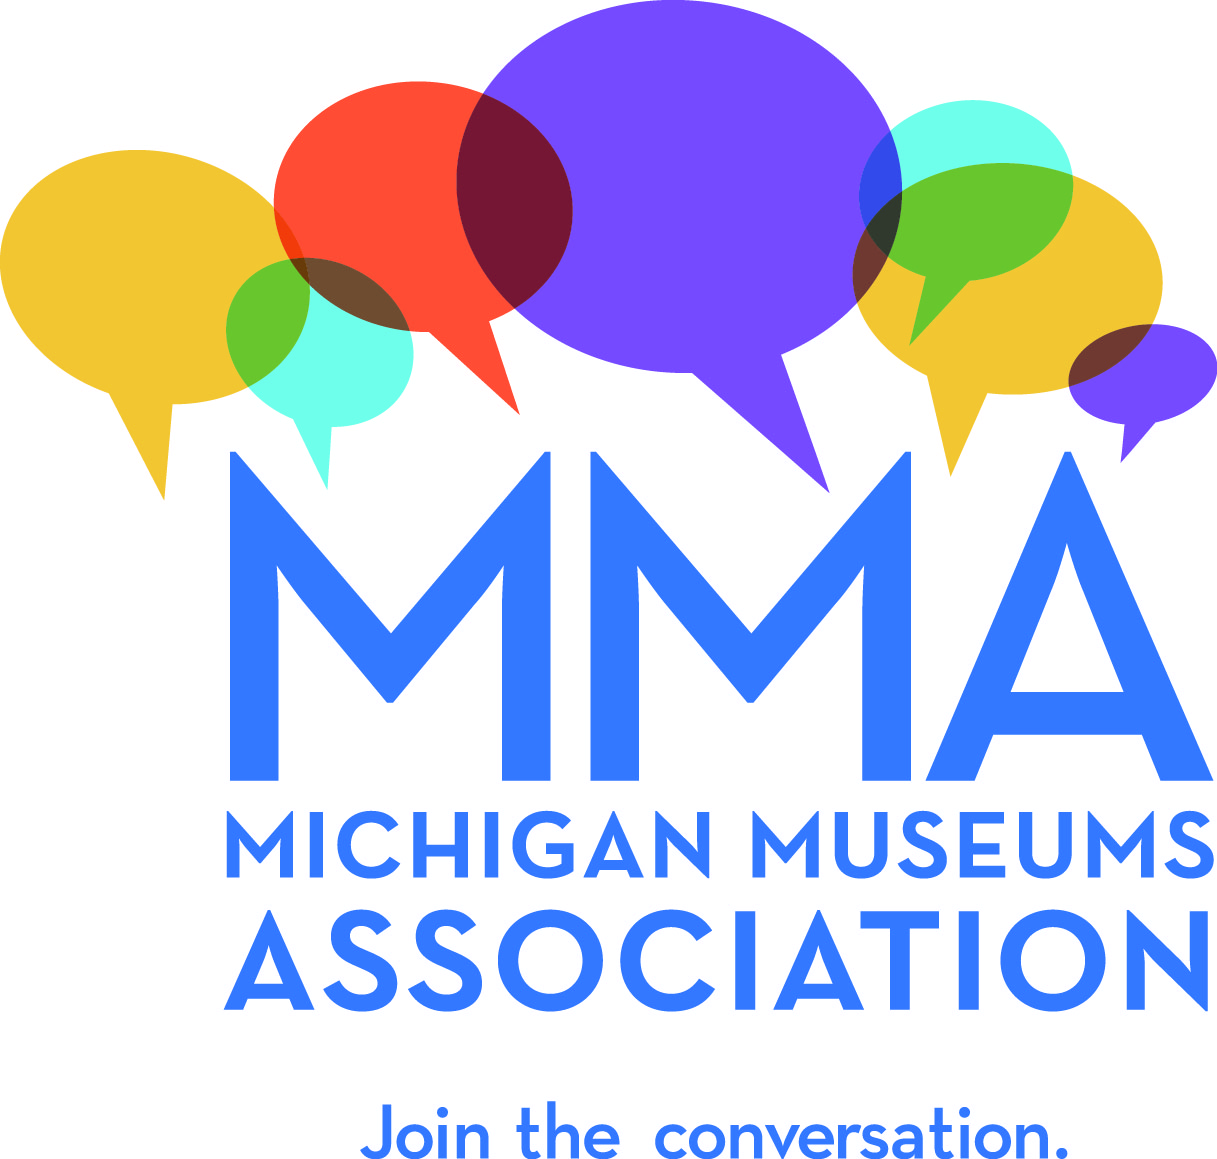 MMA
MICHIGAN MUSEUMS
ASSOCIATION
Join the conversation.